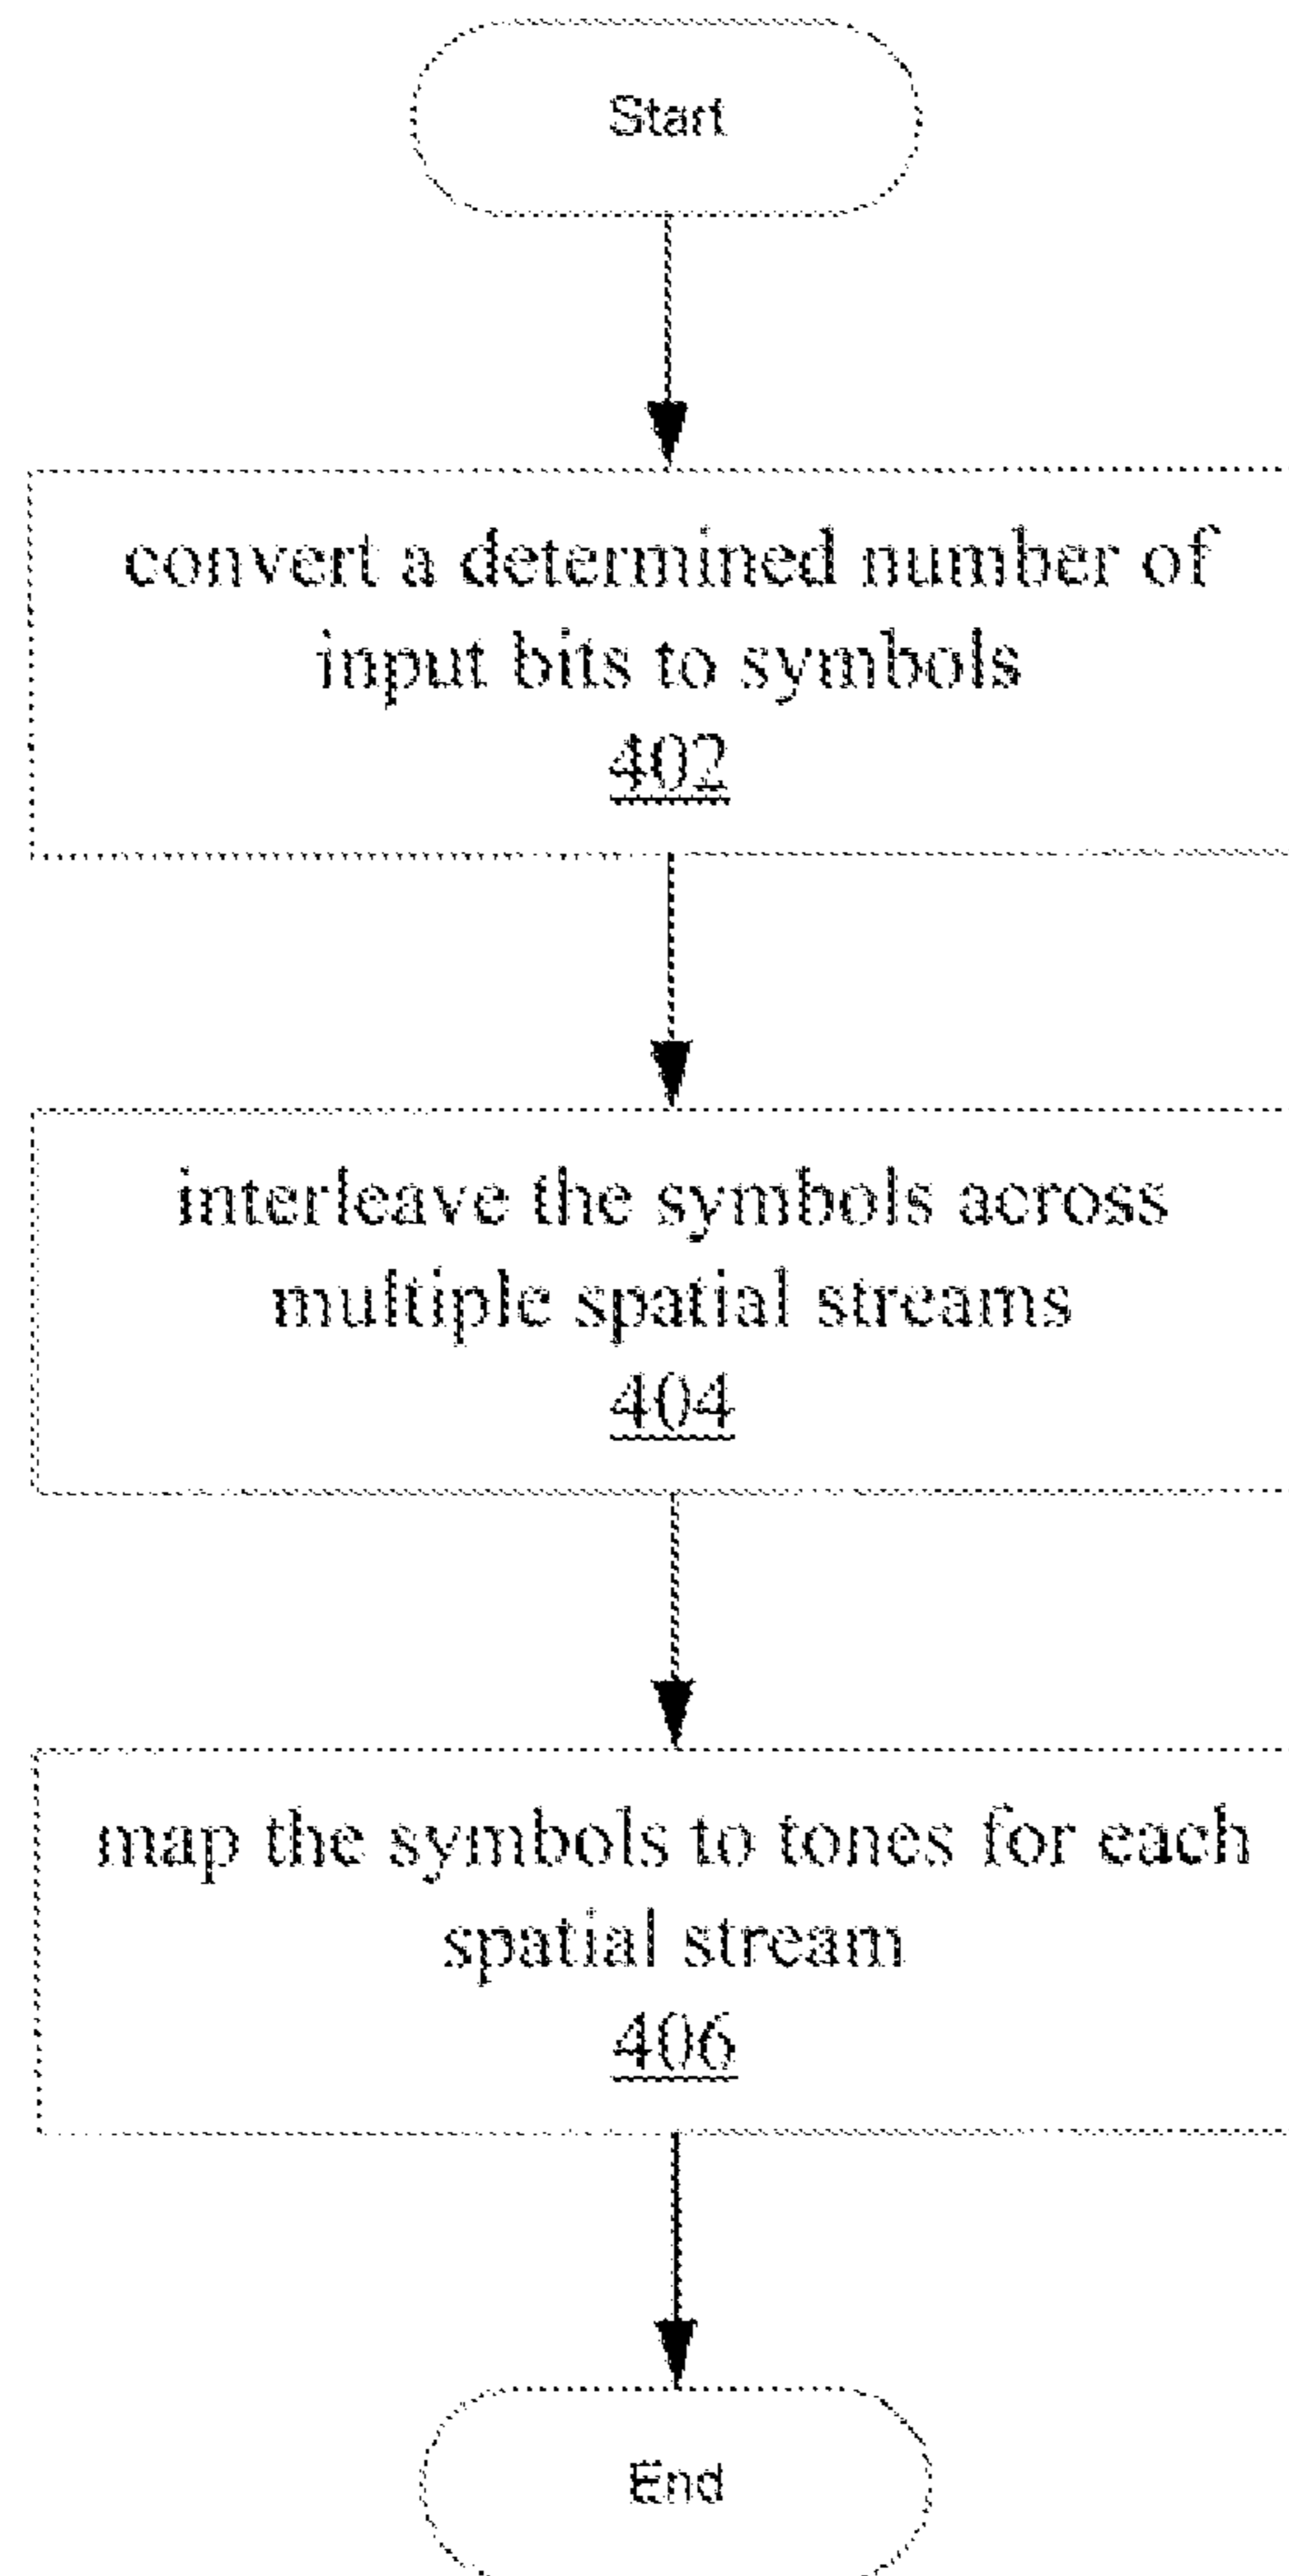 Start
convert a determined number of
input bits to symbols
402
interleave the symbols across
multiple spatial streams
404
map the symbols to tones for each
spatial stream
406
End